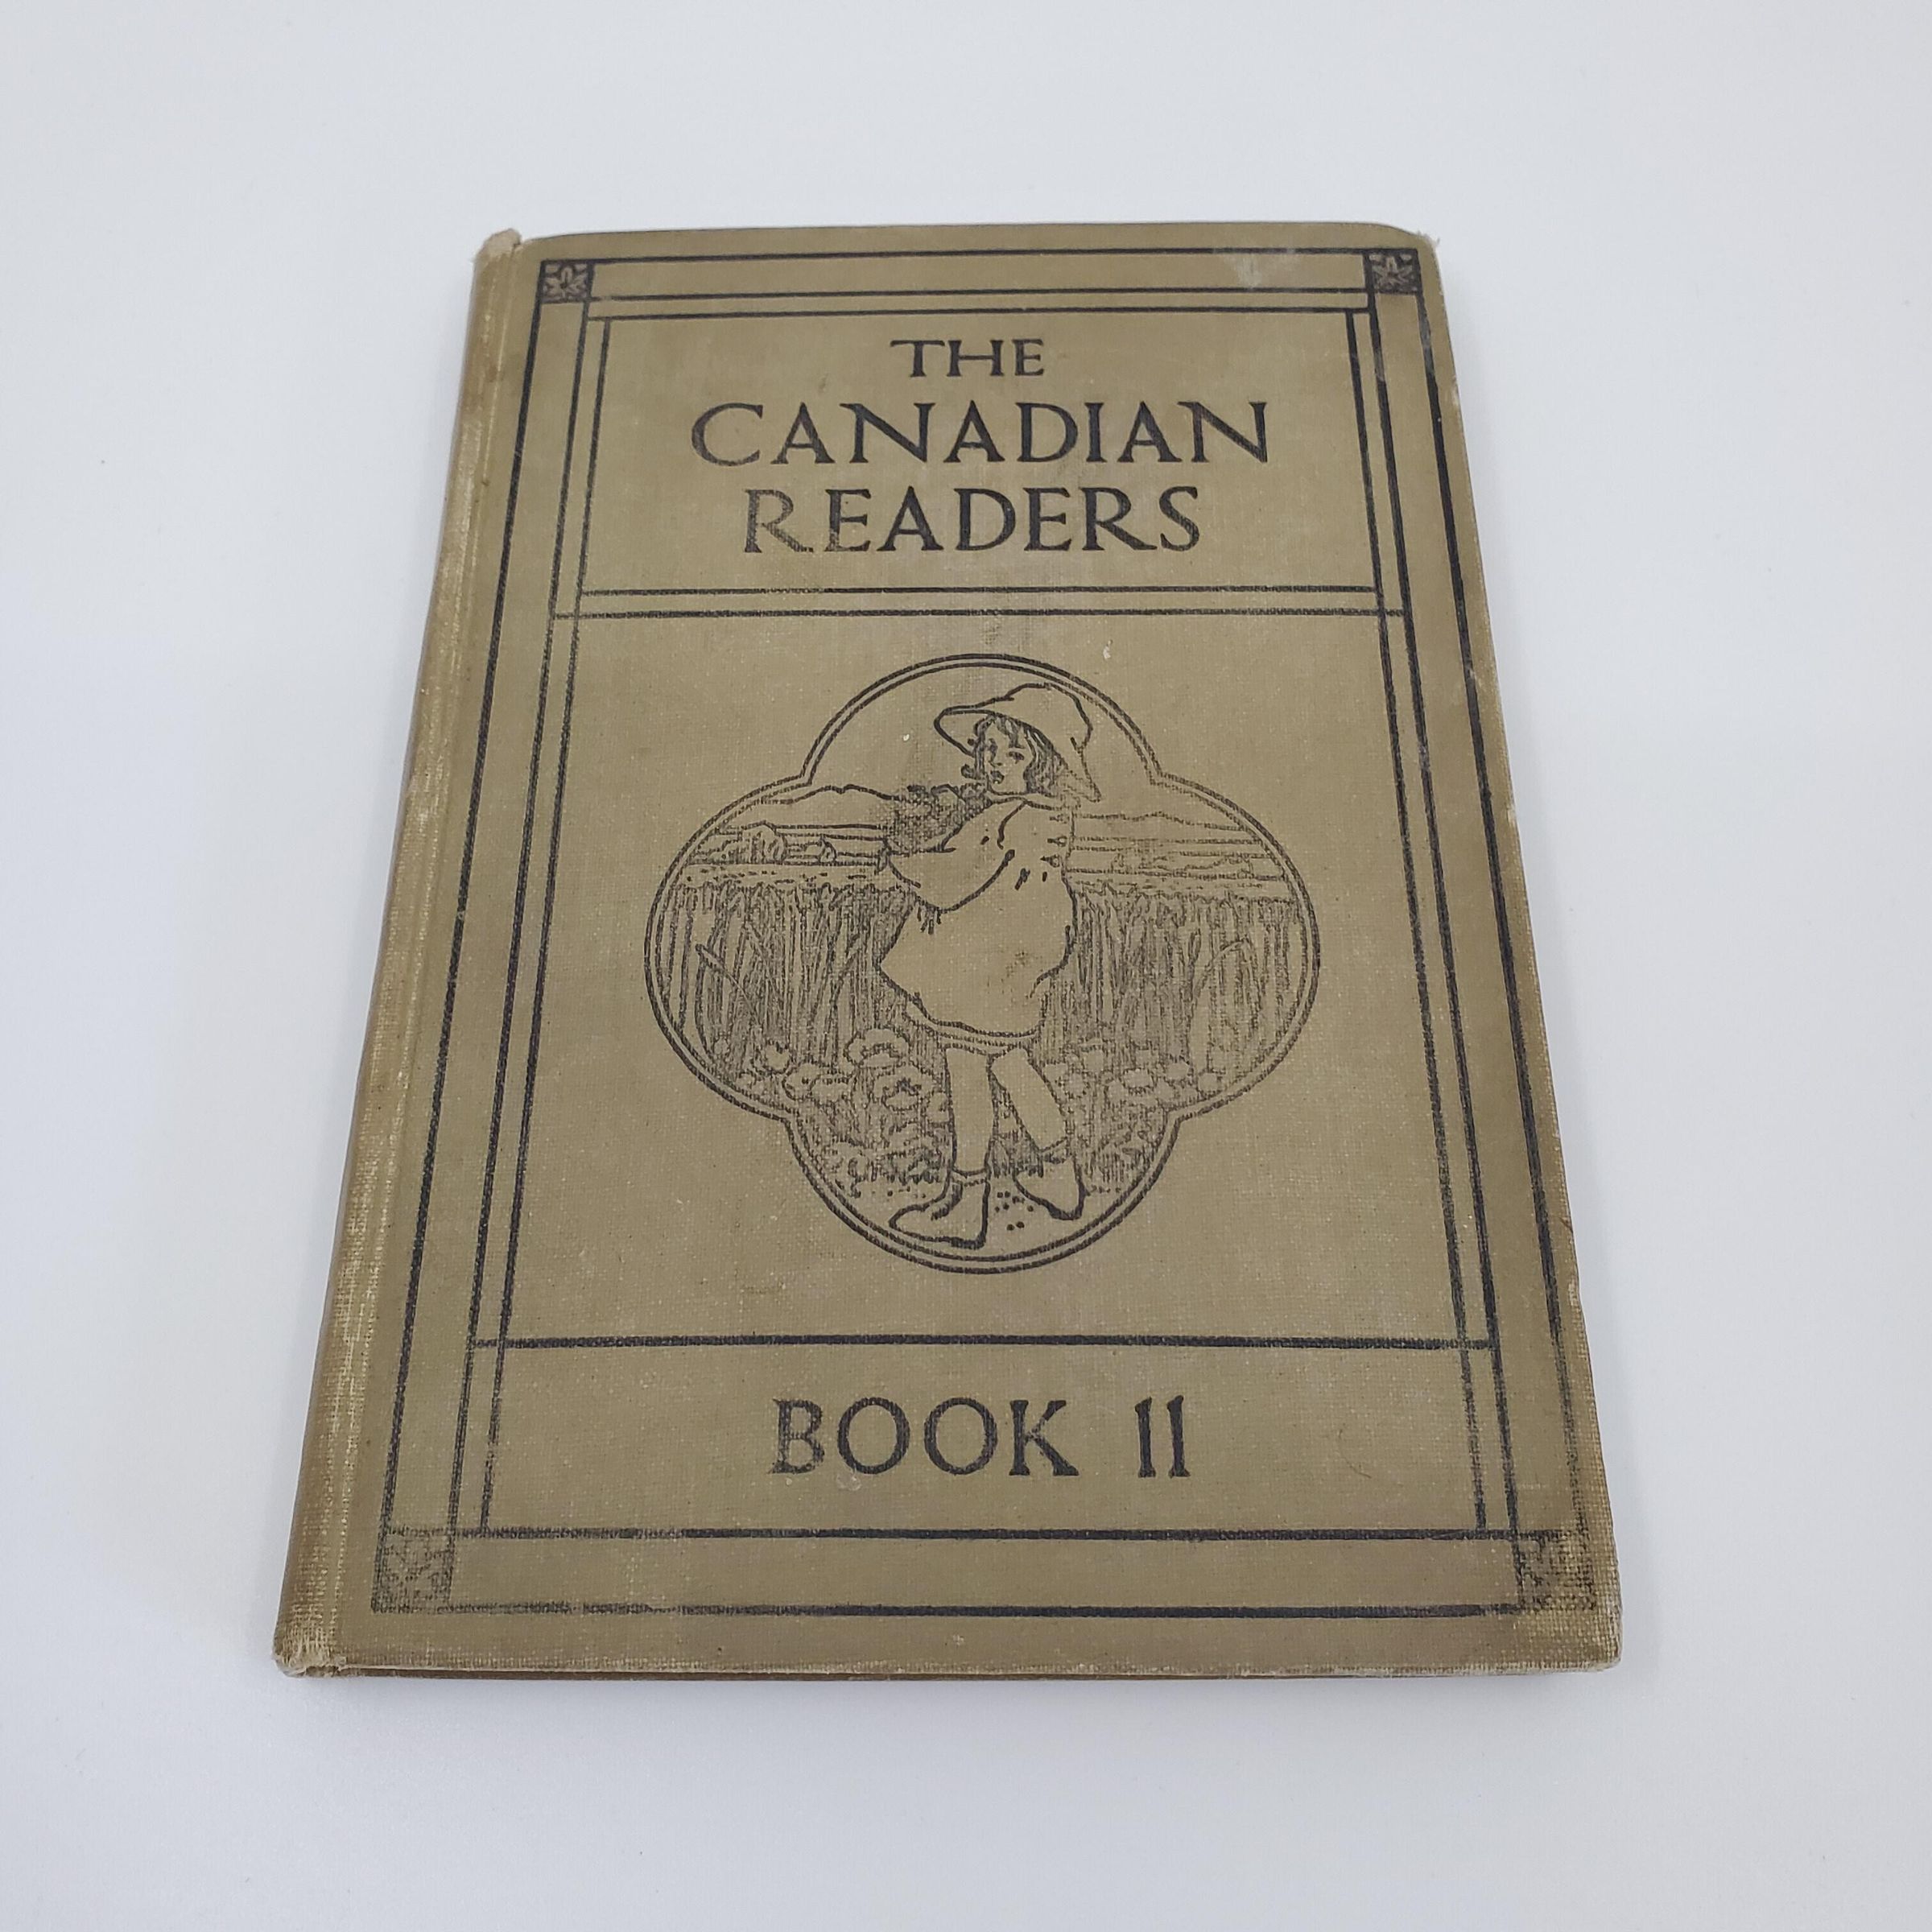 THE
CANADIAN
READERS
BOOK II